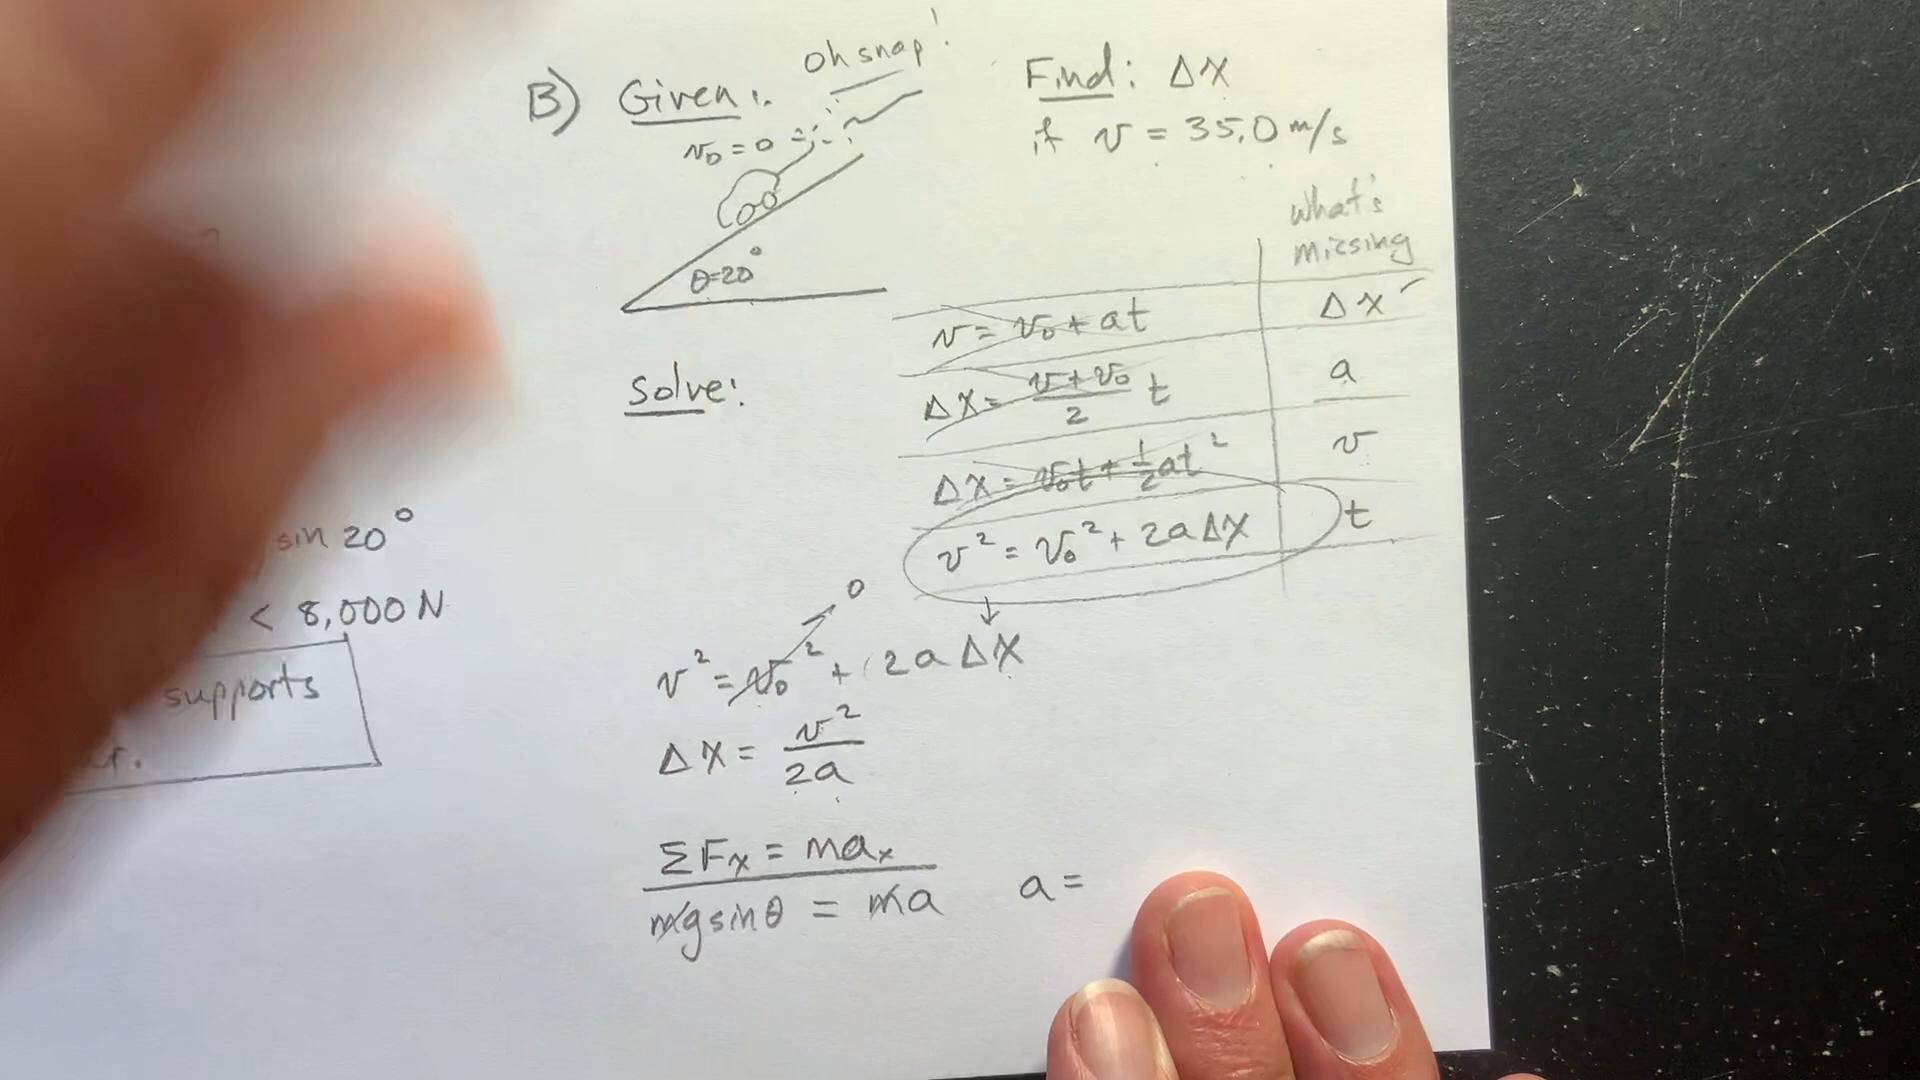 B) Given:
oh snap!
v₀ = 0
θ=20°
Find: Δx
if v = 35.0 m/s
what's
missing
v = v₀ + at
Δx
Δx = (v + v₀)/2 t
a
Δx = v₀t + ½at²
v
v² = v₀² + 2aΔx
t
Solve:
v² = v₀² + 2aΔx
0
Δx = v²/2a
ΣFx = max
mg sinθ = ma
a =
sin 20°
< 8,000 N
supports